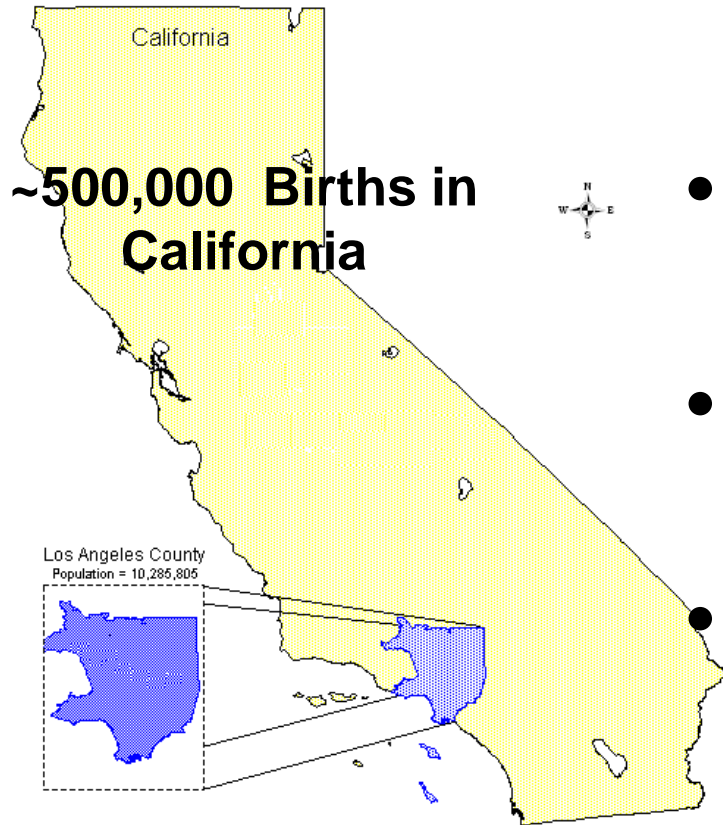 California
~500,000 Births in
California
N
W E
S
Los Angeles County
Population = 10,285,805
•
•
•